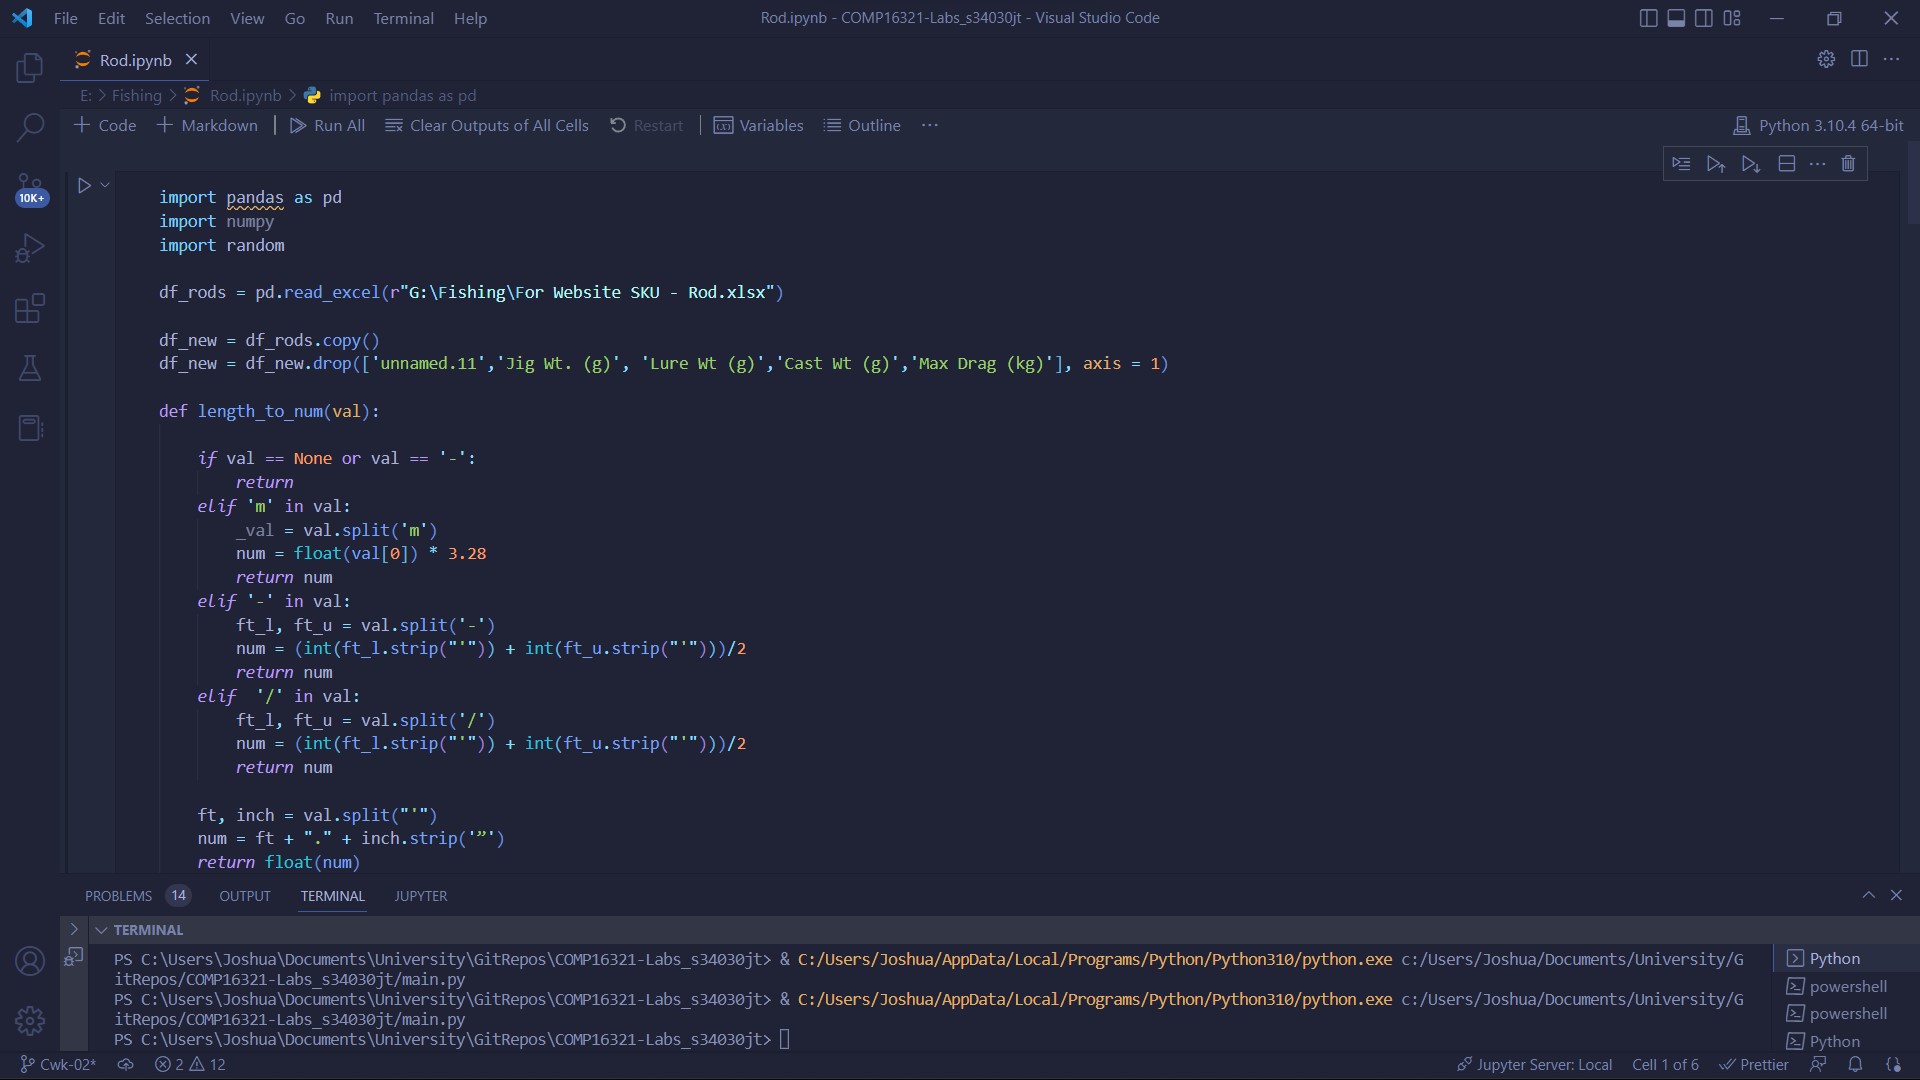 File Edit Selection View Go Run Terminal Help Rod.ipynb - COMP16321-Labs_s34030jt - Visual Studio Code
Rod.ipynb
E: > Fishing > Rod.ipynb > import pandas as pd
+ Code + Markdown Run All Clear Outputs of All Cells Restart Variables Outline ··· Python 3.10.4 64-bit
10K+
import pandas as pd
import numpy
import random
df_rods = pd.read_excel(r"G:\Fishing\For Website SKU - Rod.xlsx")
df_new = df_rods.copy()
df_new = df_new.drop(['unnamed.11','Jig Wt. (g)', 'Lure Wt (g)','Cast Wt (g)','Max Drag (kg)'], axis = 1)
def length_to_num(val):
if val == None or val == '-':
return
elif 'm' in val:
_val = val.split('m')
num = float(val[0]) * 3.28
return num
elif '-' in val:
ft_l, ft_u = val.split('-')
num = (int(ft_l.strip("'")) + int(ft_u.strip("'")))/2
return num
elif  '/' in val:
ft_l, ft_u = val.split('/')
num = (int(ft_l.strip("'")) + int(ft_u.strip("'")))/2
return num
ft, inch = val.split("'")
num = ft + "." + inch.strip('”')
return float(num)
PROBLEMS 14 OUTPUT TERMINAL JUPYTER
TERMINAL
PS C:\Users\Joshua\Documents\University\GitRepos\COMP16321-Labs_s34030jt> & C:/Users/Joshua/AppData/Local/Programs/Python/Python310/python.exe c:/Users/Joshua/Documents/University/G
itRepos/COMP16321-Labs_s34030jt/main.py
PS C:\Users\Joshua\Documents\University\GitRepos\COMP16321-Labs_s34030jt> & C:/Users/Joshua/AppData/Local/Programs/Python/Python310/python.exe c:/Users/Joshua/Documents/University/G
itRepos/COMP16321-Labs_s34030jt/main.py
PS C:\Users\Joshua\Documents\University\GitRepos\COMP16321-Labs_s34030jt>
Python
powershell
powershell
Python
Cwk-02* 2 12 Jupyter Server: Local Cell 1 of 6 Prettier